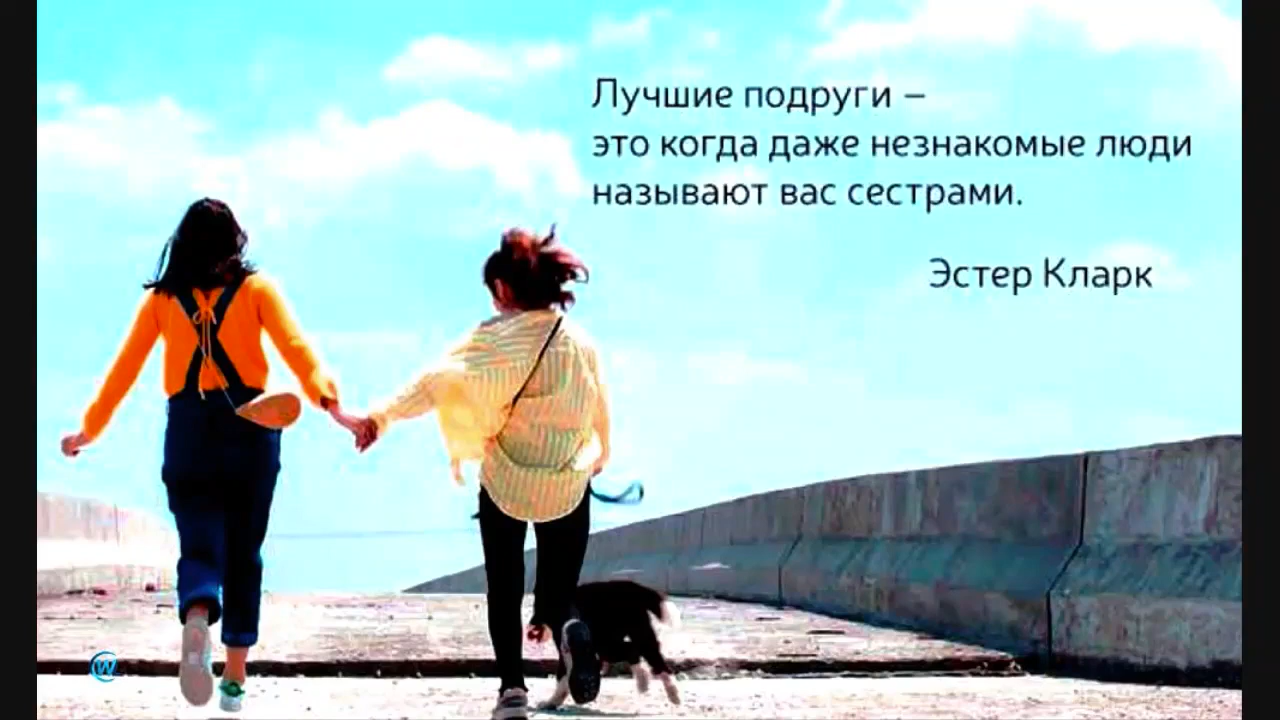 Лучшие подруги –
это когда даже незнакомые люди
называют вас сестрами.
Эстер Кларк
W